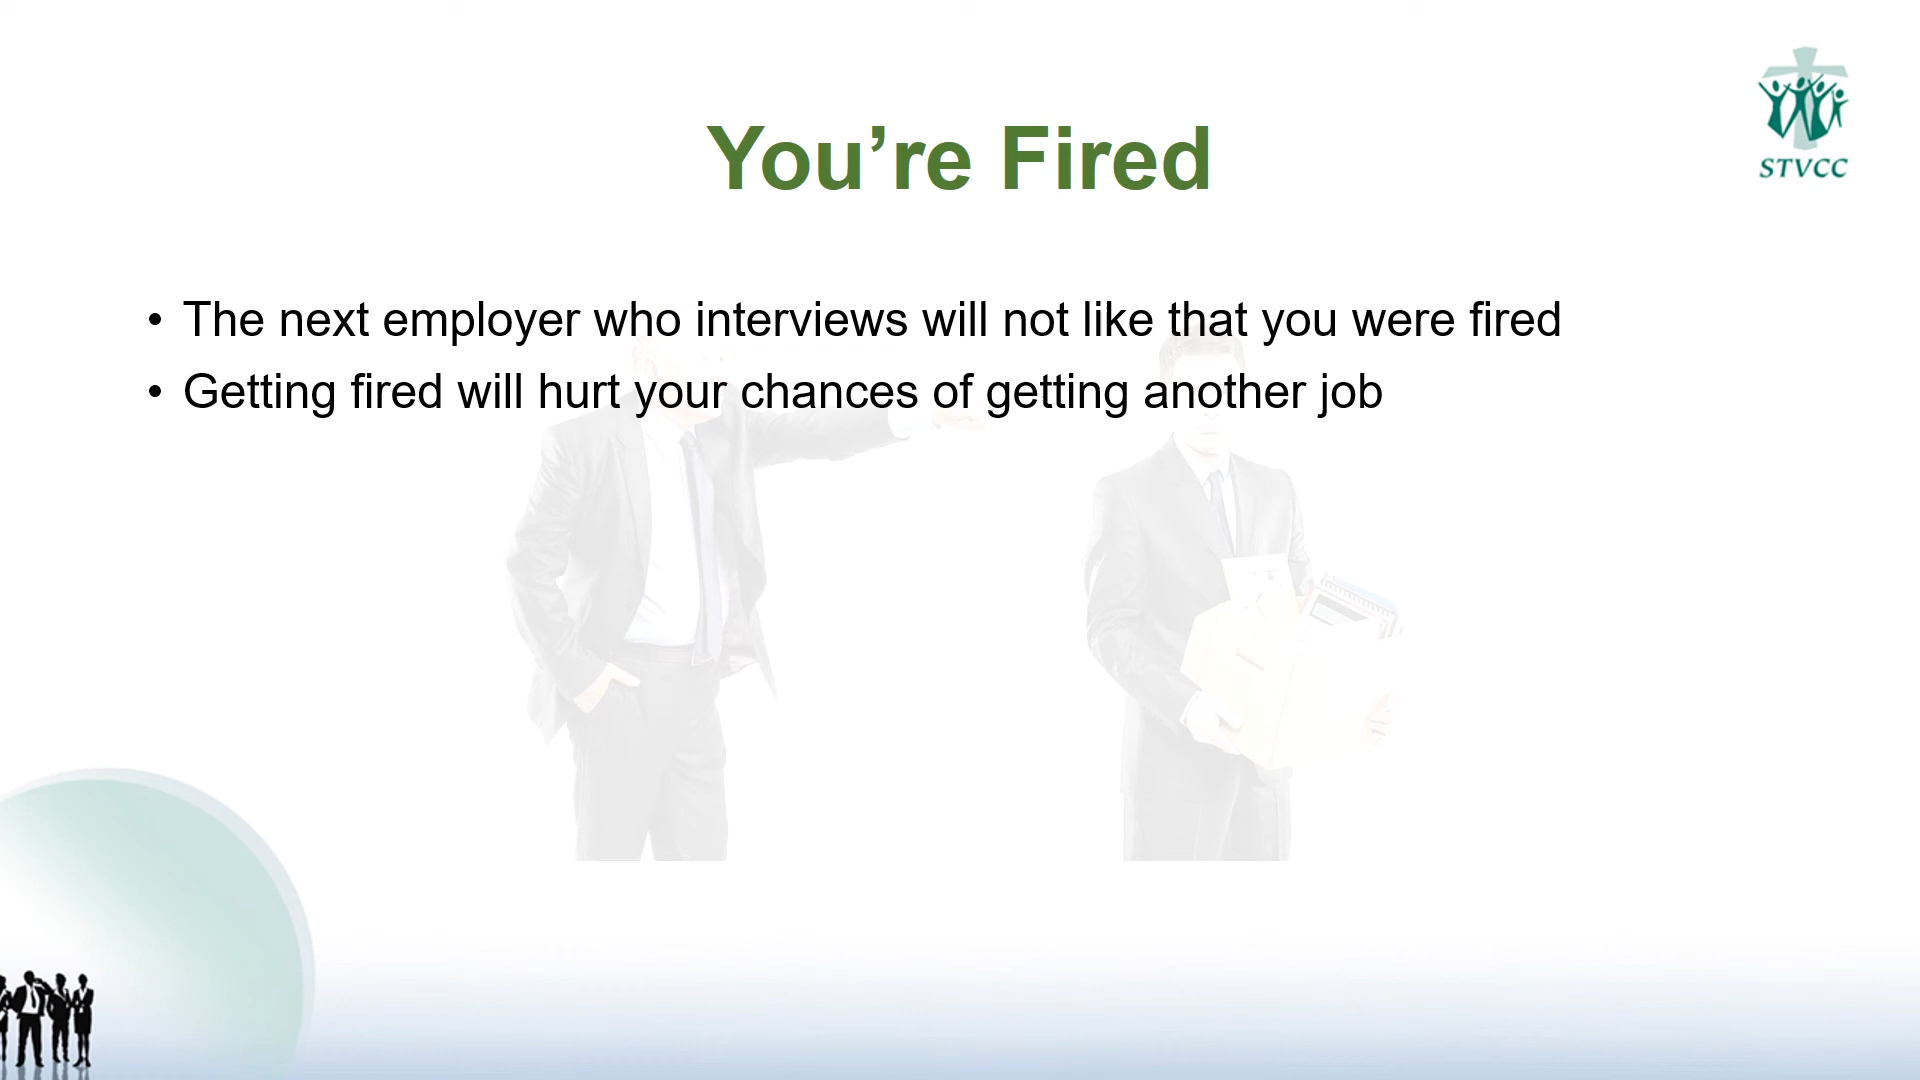 STVCC
You’re Fired
• The next employer who interviews will not like that you were fired
• Getting fired will hurt your chances of getting another job